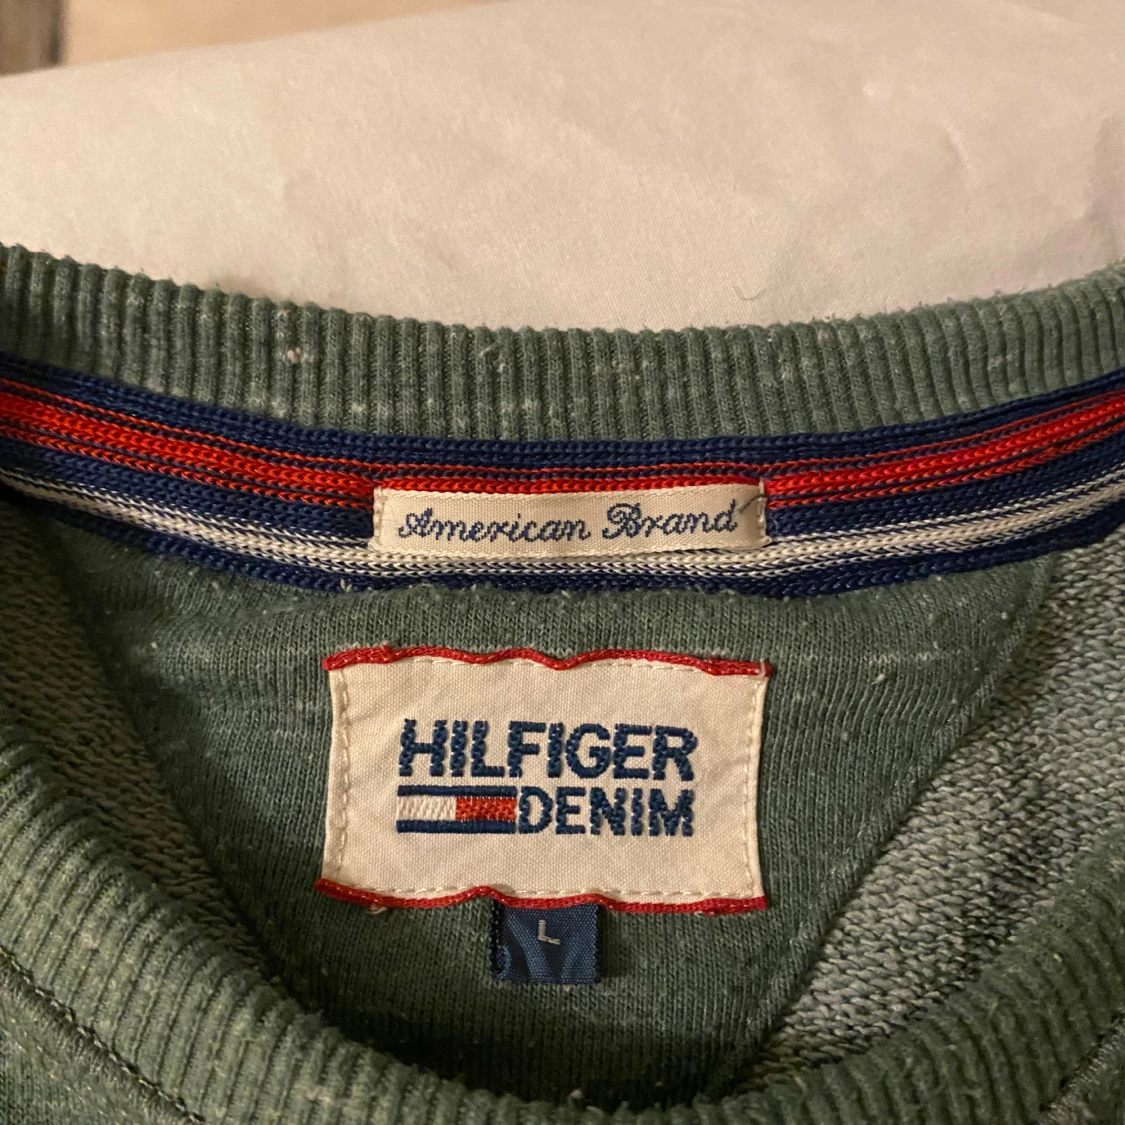 American Brand
HILFIGER
DENIM
L